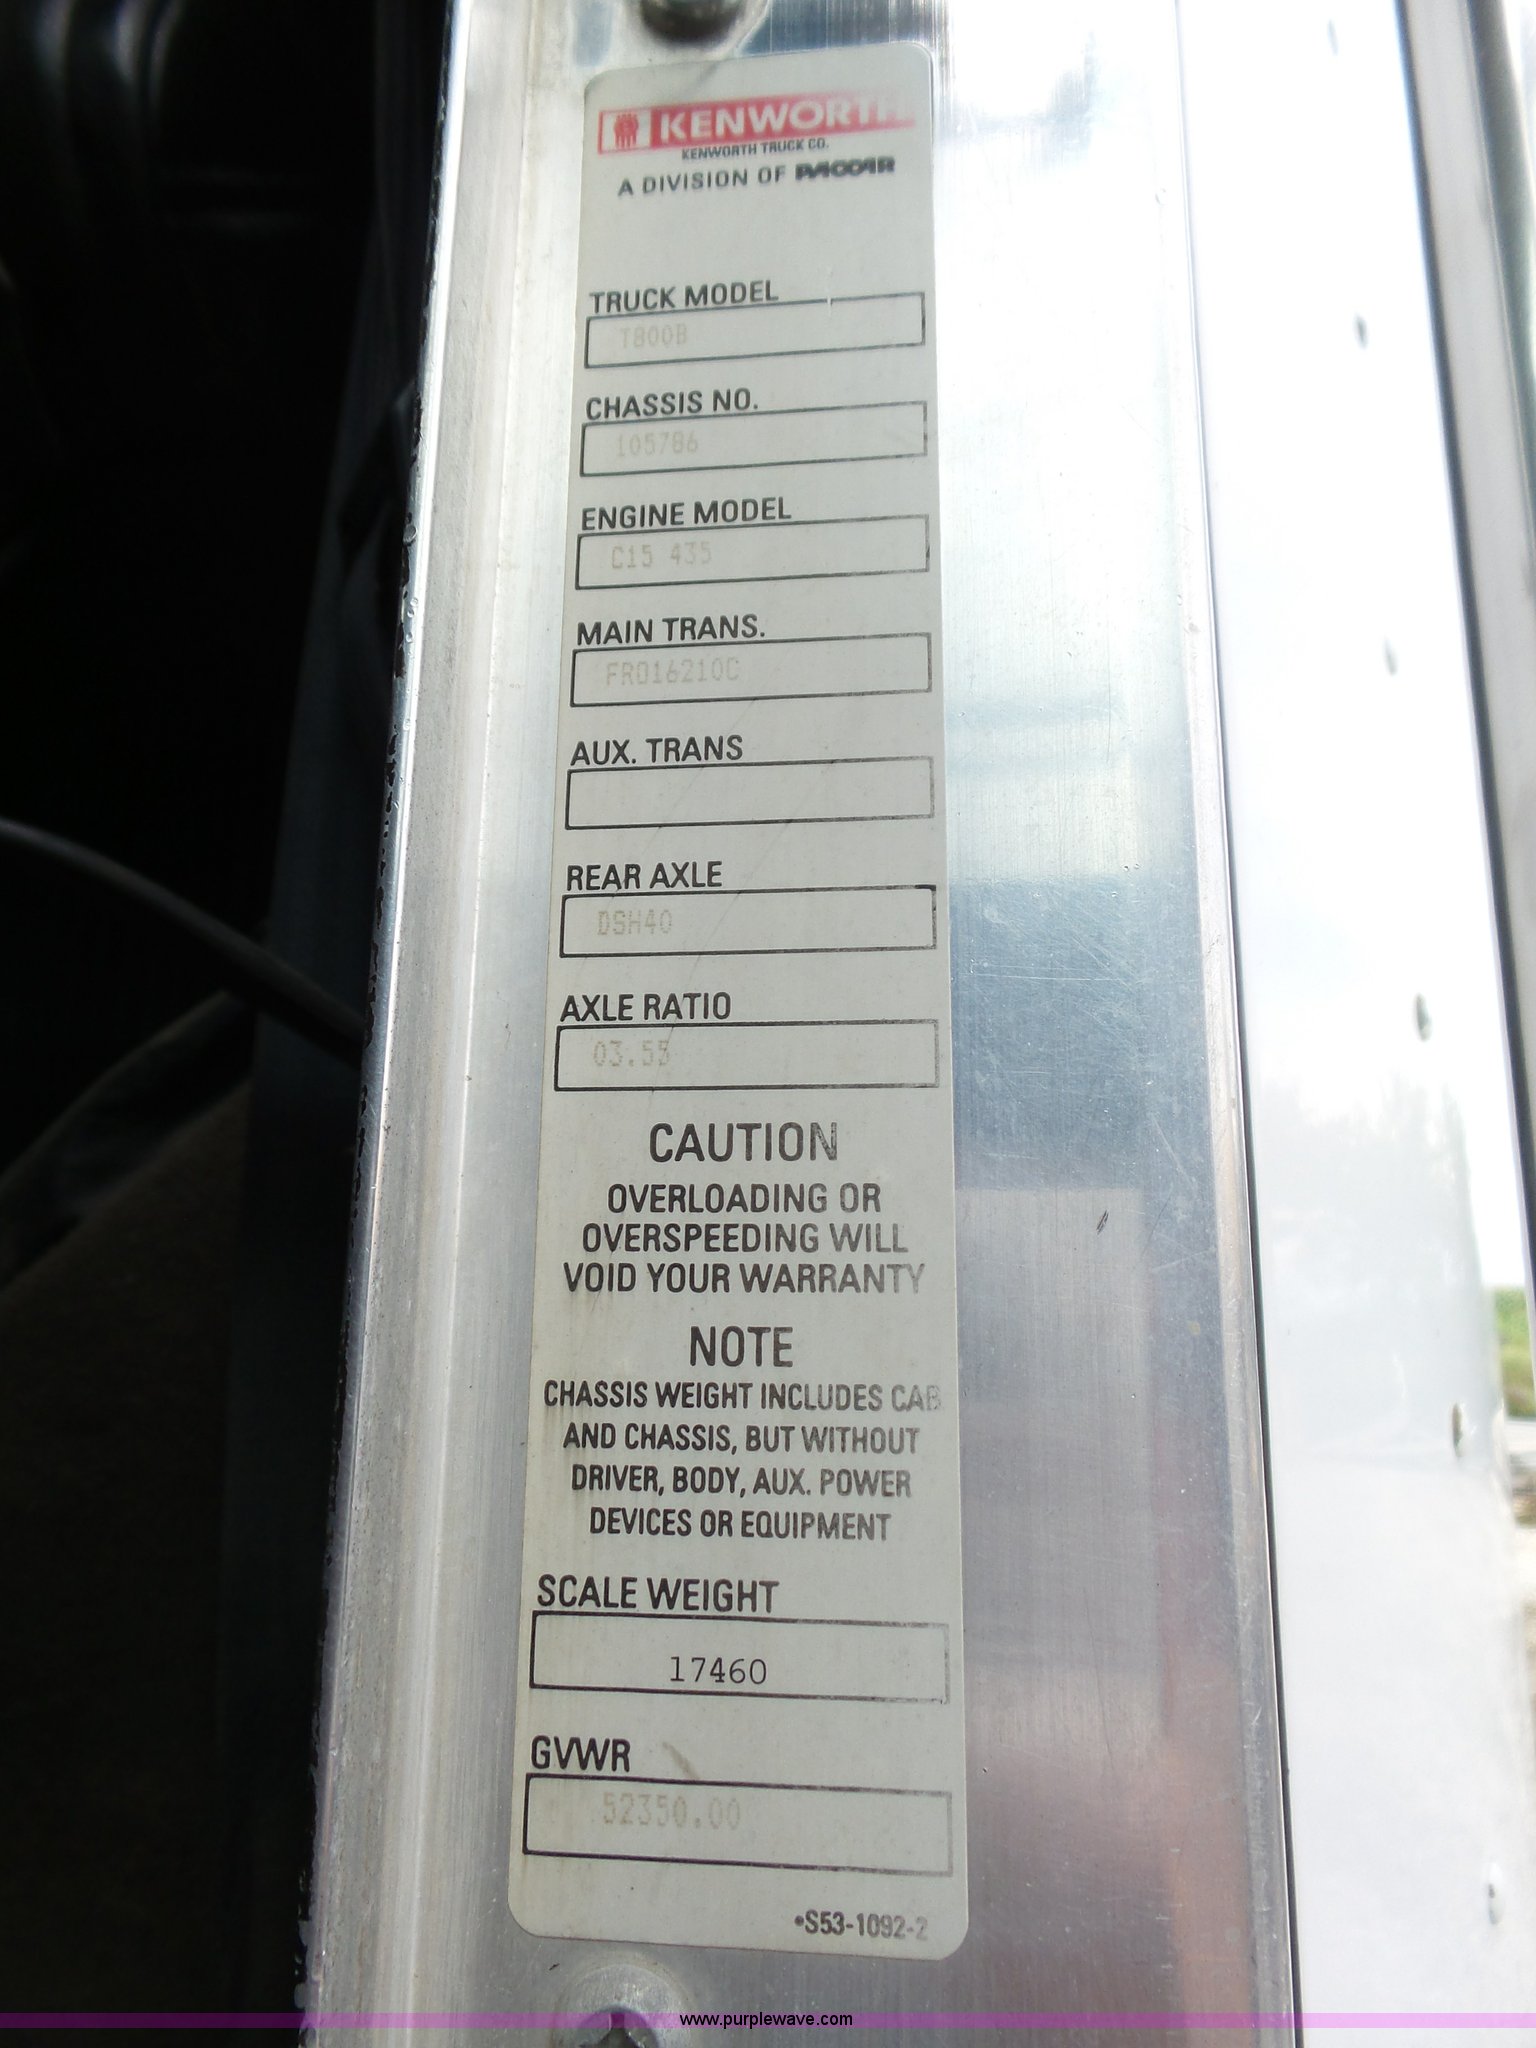 KENWORTH
KENWORTH TRUCK CO.
A DIVISION OF PACCAR
TRUCK MODEL
T800B
CHASSIS NO.
105786
ENGINE MODEL
C15 435
MAIN TRANS.
FRO16210C
AUX. TRANS
REAR AXLE
DSH40
AXLE RATIO
03.55
CAUTION
OVERLOADING OR
OVERSPEEDING WILL
VOID YOUR WARRANTY
NOTE
CHASSIS WEIGHT INCLUDES CAB
AND CHASSIS, BUT WITHOUT
DRIVER, BODY, AUX. POWER
DEVICES OR EQUIPMENT
SCALE WEIGHT
17460
GVWR
52350.00
•S53-1092-2
www.purplewave.com